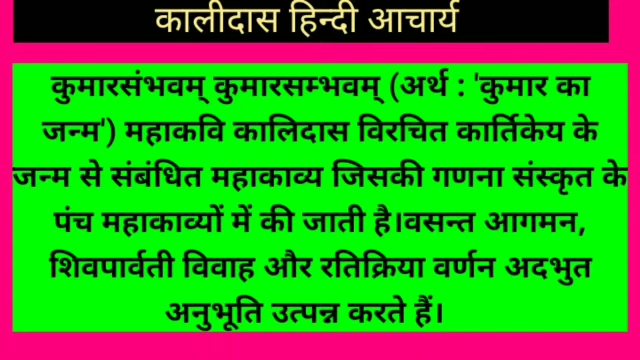 कालीदास हिन्दी आचार्य
कुमारसंभवम् कुमारसम्भवम् (अर्थ : 'कुमार का
जन्म') महाकवि कालिदास विरचित कार्तिकेय के
जन्म से संबंधित महाकाव्य जिसकी गणना संस्कृत के
पंच महाकाव्यों में की जाती है।वसन्त आगमन,
शिवपार्वती विवाह और रतिक्रिया वर्णन अदभुत
अनुभूति उत्पन्न करते हैं।